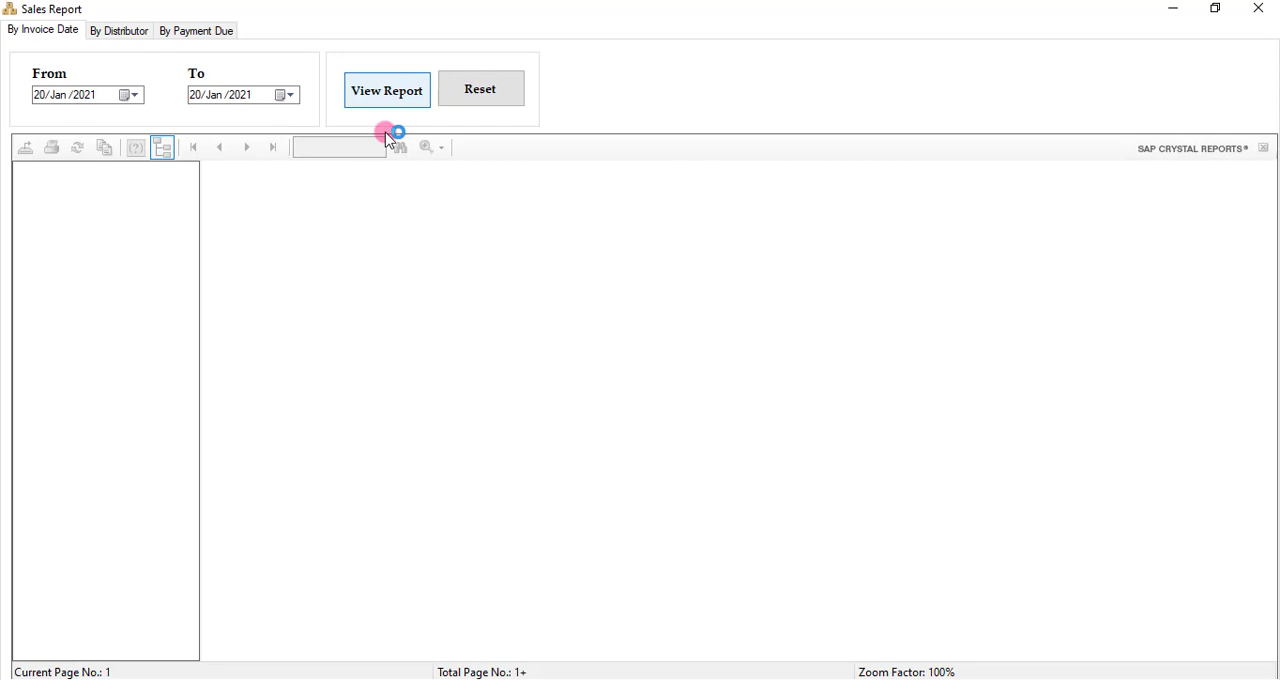 Sales Report
By Invoice Date By Distributor By Payment Due
From To
20/Jan /2021 20/Jan /2021 View Report Reset
SAP CRYSTAL REPORTS®
Current Page No.: 1 Total Page No.: 1+ Zoom Factor: 100%